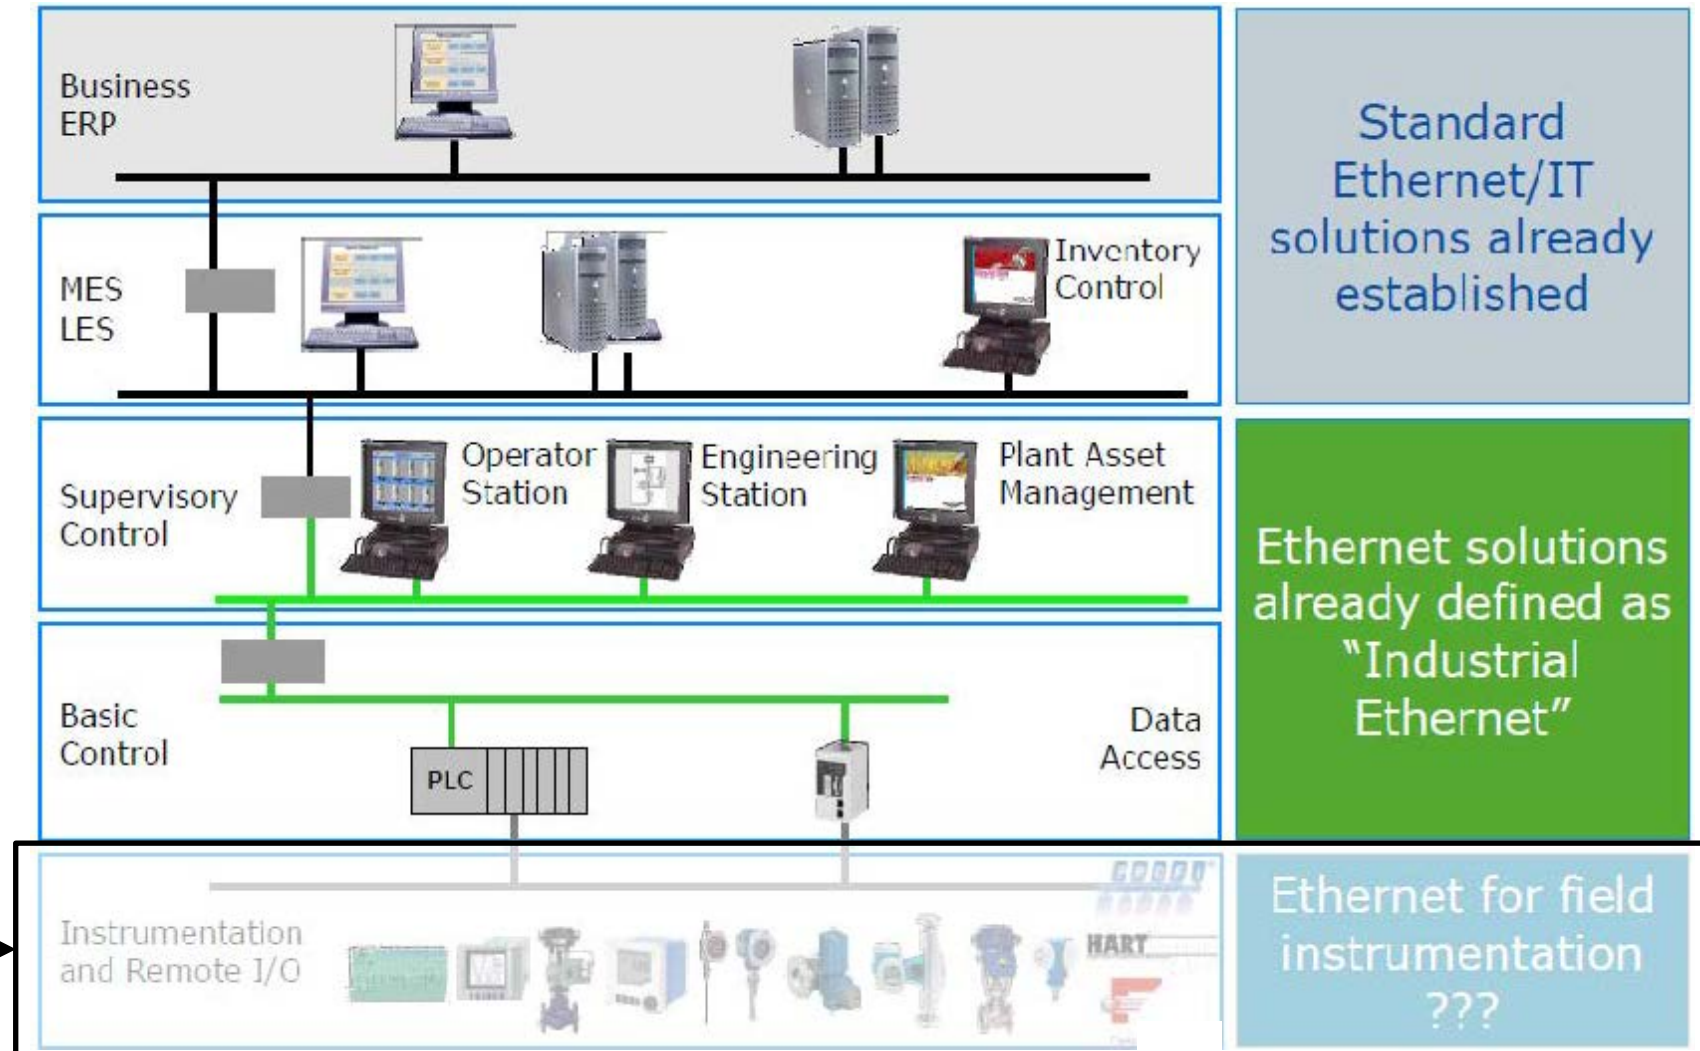 Business
ERP
Standard
Ethernet/IT
solutions already
established
MES
LES
Inventory
Control
Supervisory
Control
Operator
Station
Engineering
Station
Plant Asset
Management
Ethernet solutions
already defined as
“Industrial
Ethernet”
Basic
Control
PLC
Data
Access
Instrumentation
and Remote I/O
HART
Ethernet for field
instrumentation
???